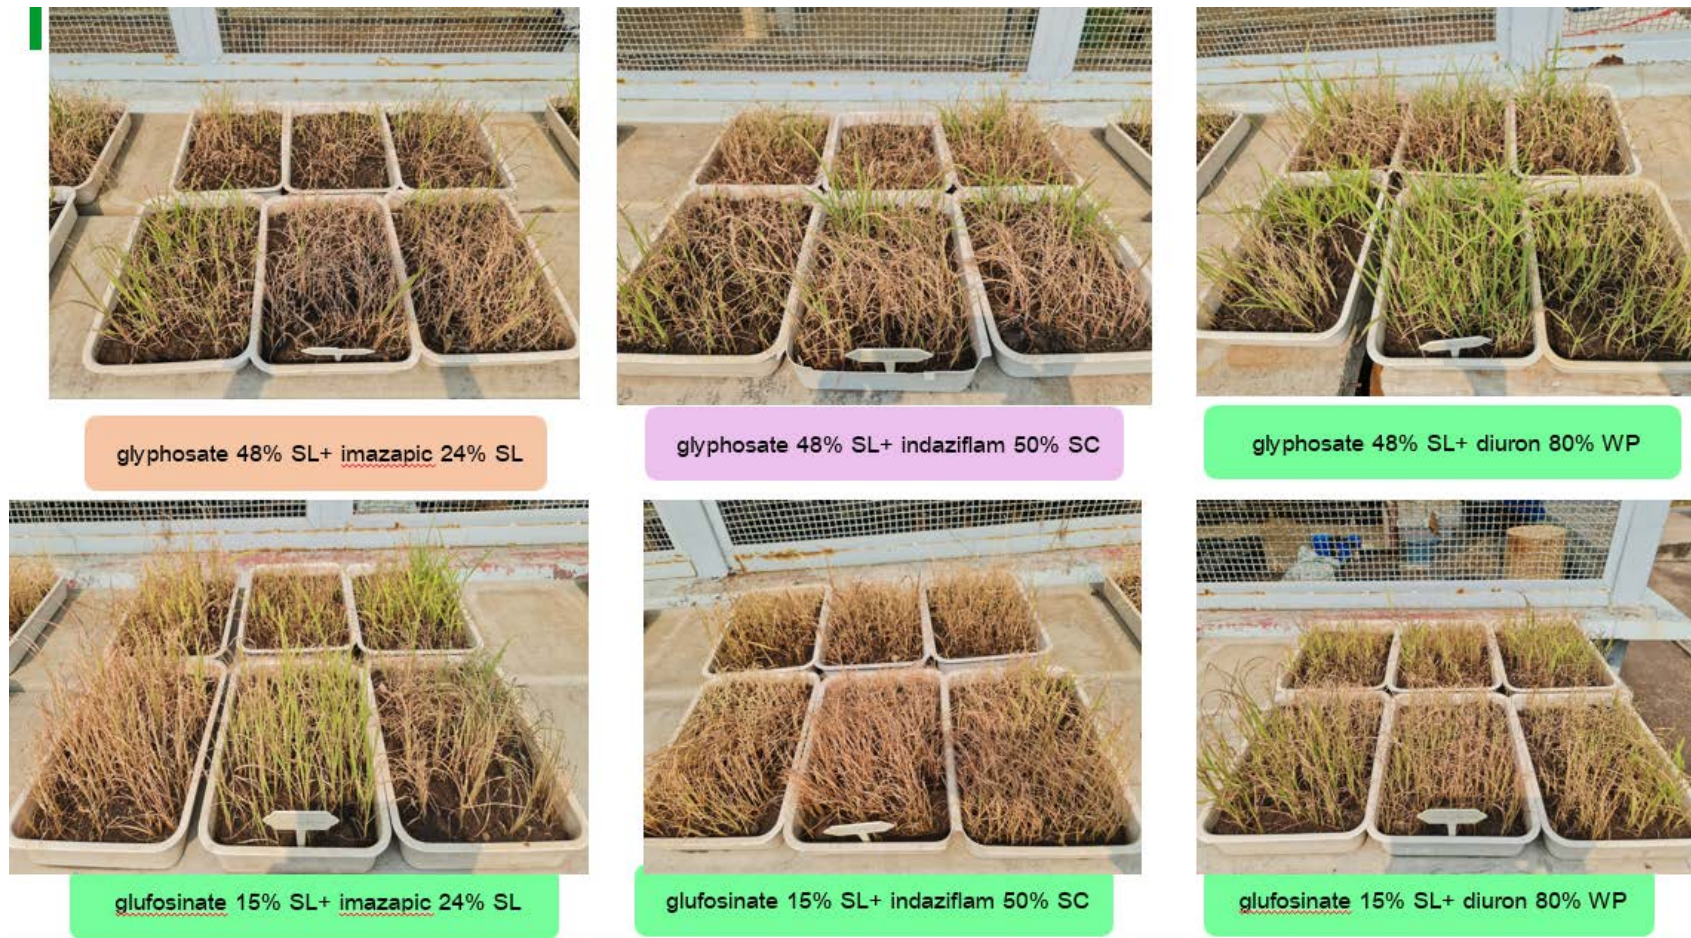 glyphosate 48% SL+ imazapic 24% SL
glyphosate 48% SL+ indaziflam 50% SC
glyphosate 48% SL+ diuron 80% WP
glufosinate 15% SL+ imazapic 24% SL
glufosinate 15% SL+ indaziflam 50% SC
glufosinate 15% SL+ diuron 80% WP